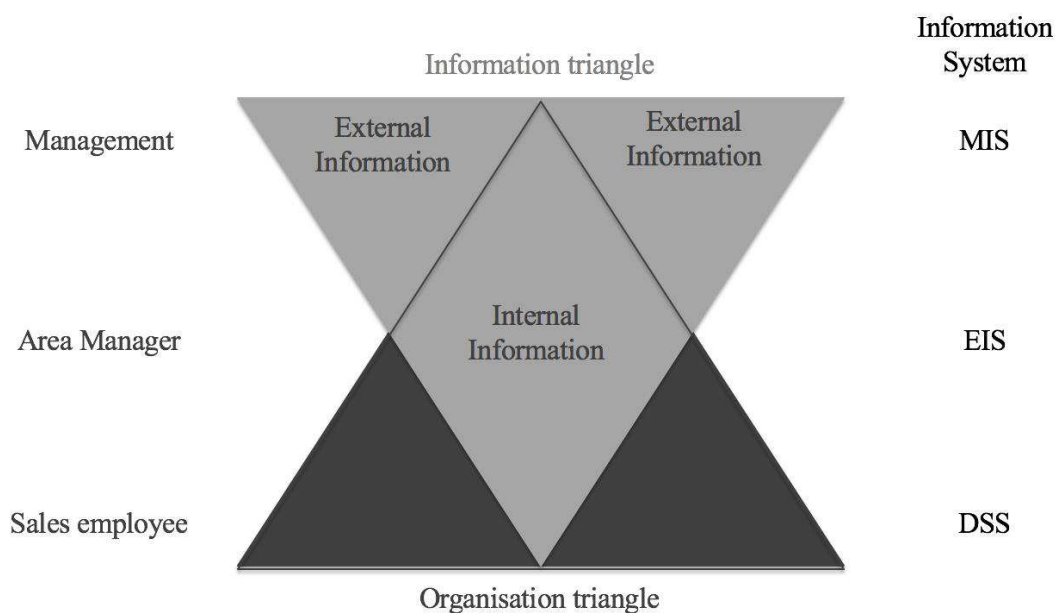 Information
System
Information triangle
External
Information
External
Information
Management
MIS
Internal
Information
Area Manager
EIS
Sales employee
DSS
Organisation triangle